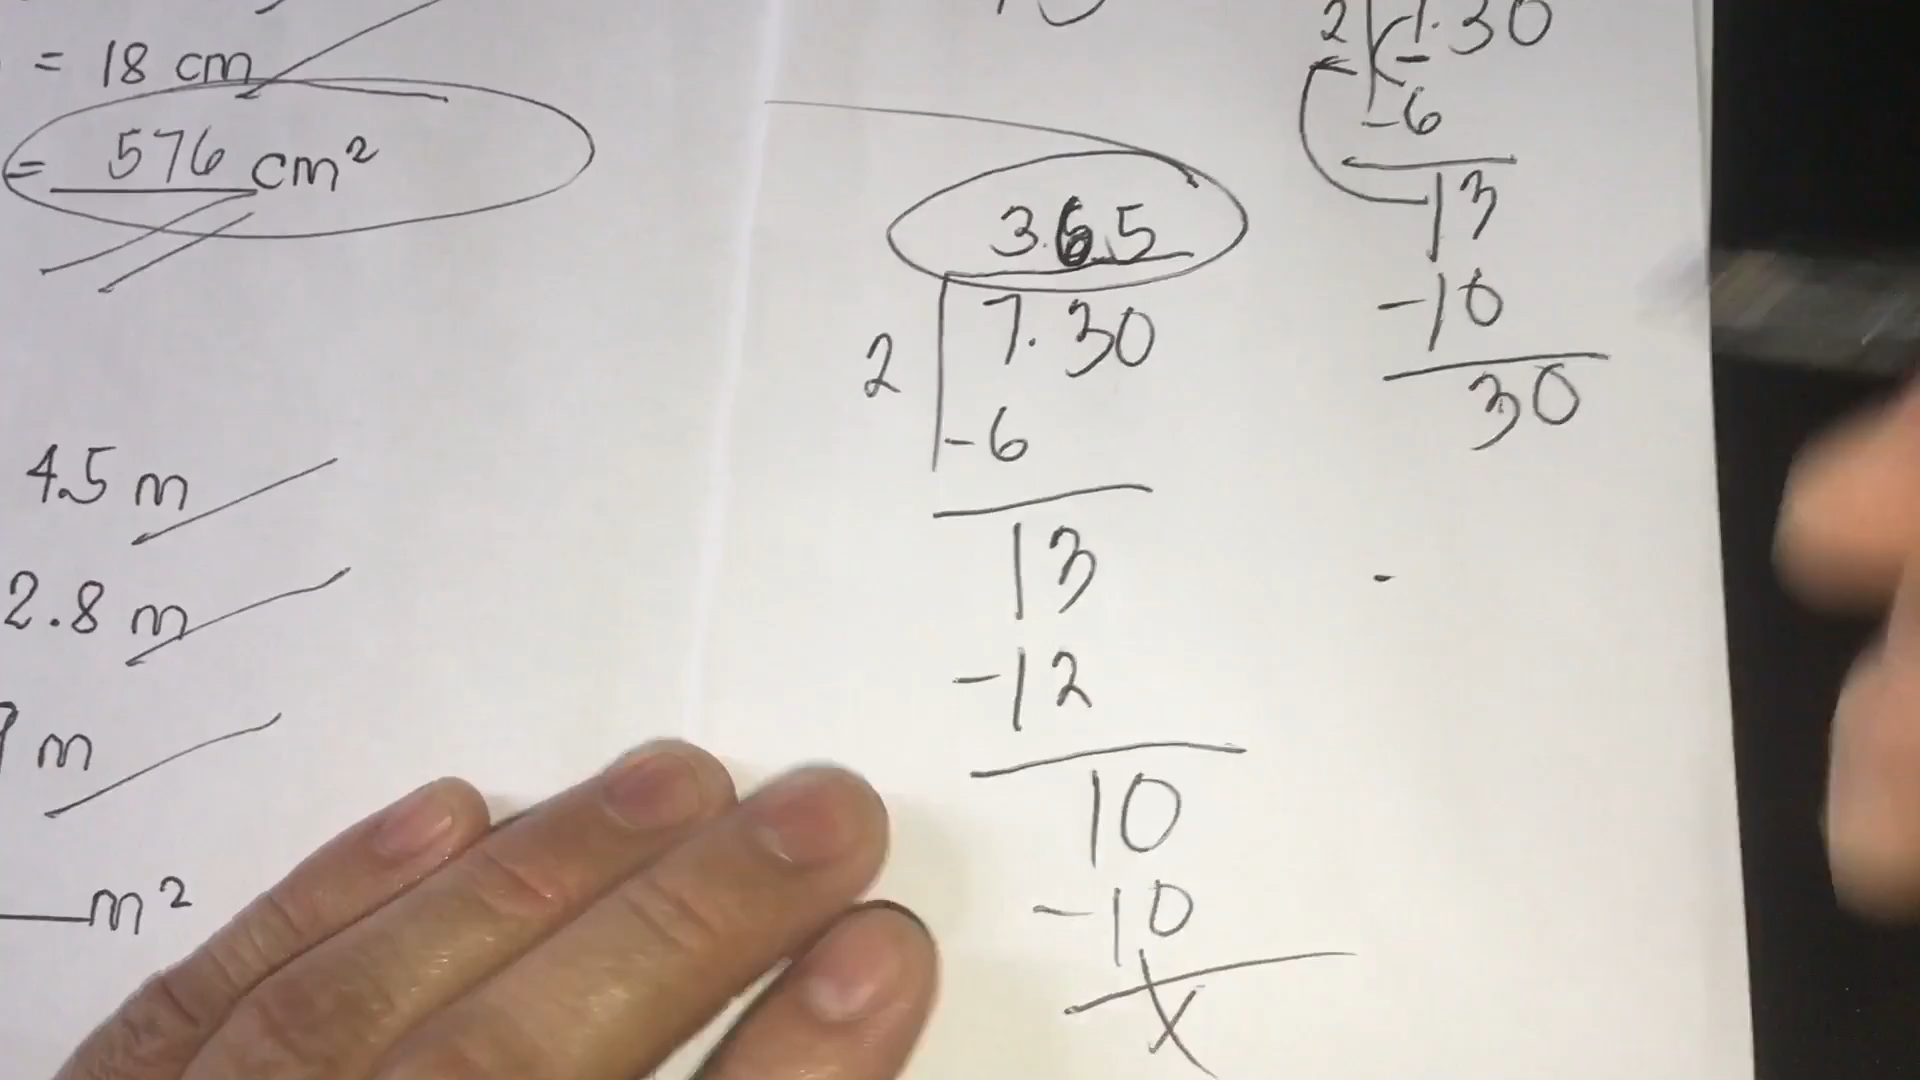 = 18 cm
= 576 cm²
4.5 m
2.8 m
m
m²
3.65
2 7.30
-6
13
-12
10
-10
x
2 7.30
-6
13
-10
30